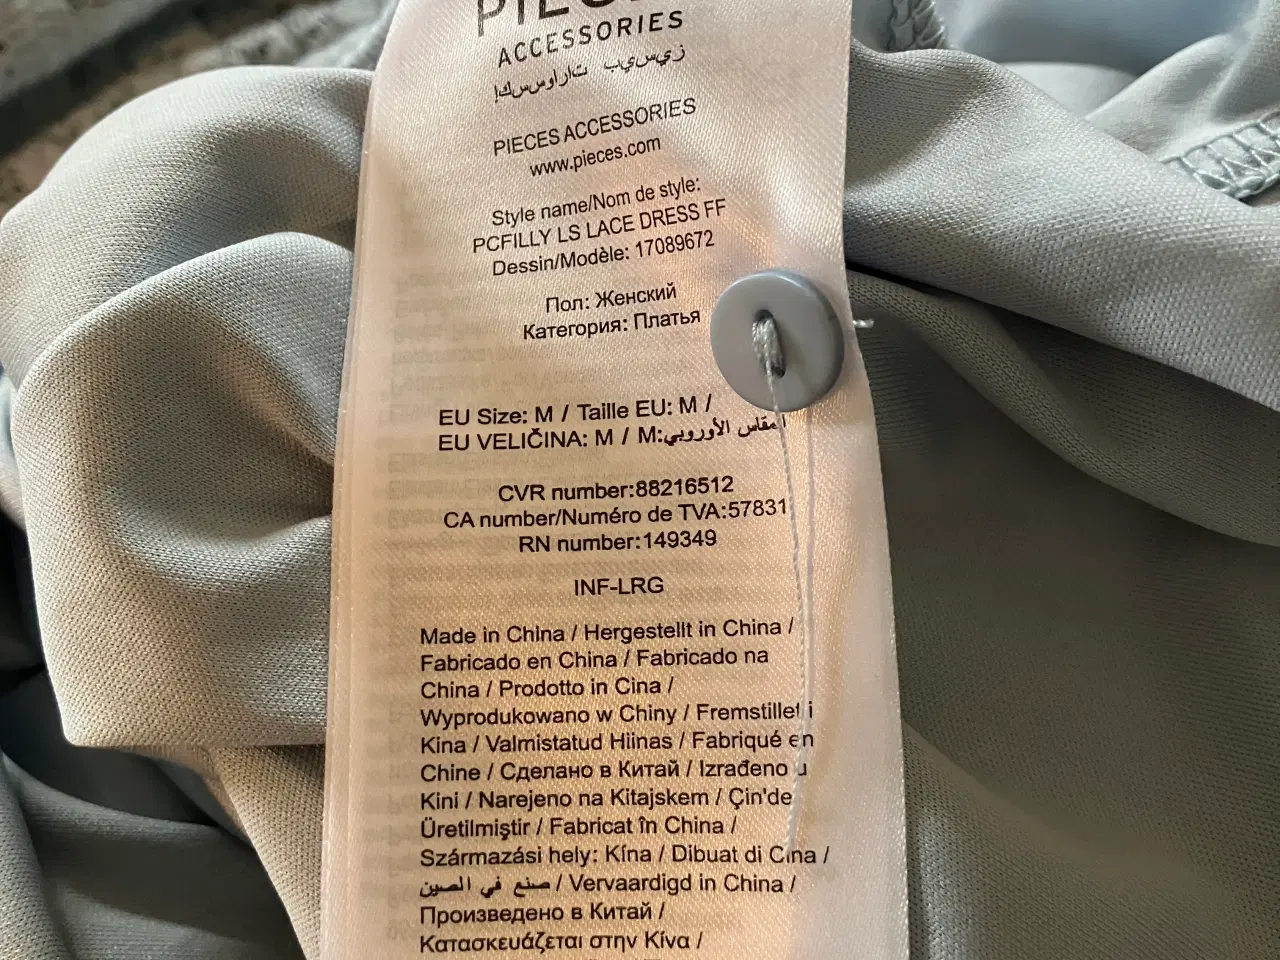 PIECES
ACCESSORIES
بيسيز اكسسوارات
PIECES ACCESSORIES
www.pieces.com
Style name/Nom de style:
PCFILLY LS LACE DRESS FF
Dessin/Modèle: 17089672
Пол: Женский
Категория: Платья
EU Size: M / Taille EU: M /
EU VELIČINA: M / M:المقاس الأوروبي
CVR number:88216512
CA number/Numéro de TVA:57831
RN number:149349
INF-LRG
Made in China / Hergestellt in China /
Fabricado en China / Fabricado na
China / Prodotto in Cina /
Wyprodukowano w Chiny / Fremstillet i
Kina / Valmistatud Hiinas / Fabriqué en
Chine / Сделано в Китай / Izrađeno u
Kini / Narejeno na Kitajskem / Çin'de
Üretilmiştir / Fabricat în China /
Származási hely: Kína / Dibuat di Cina /
صنع في الصين / Vervaardigd in China /
Произведено в Китай /
Κατασκευάζεται στην Κίνα /